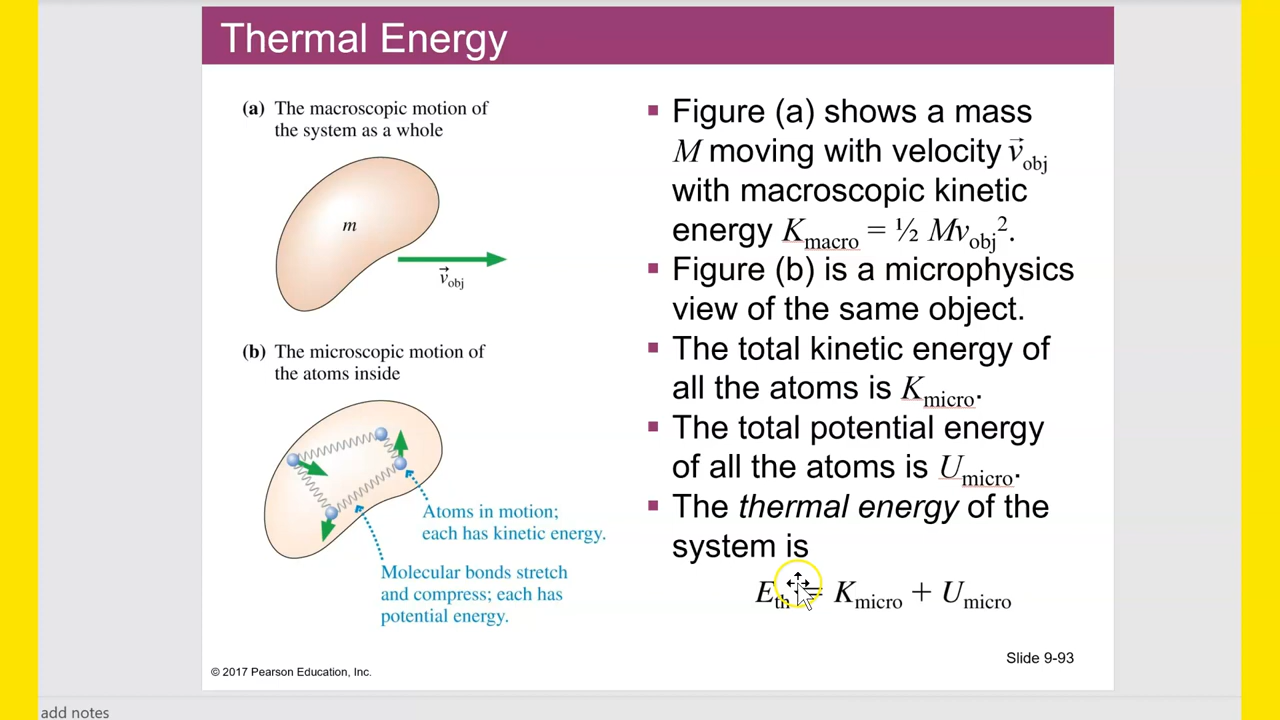 Thermal Energy
(a) The macroscopic motion of
the system as a whole
m
v⃗obj
(b) The microscopic motion of
the atoms inside
Atoms in motion;
each has kinetic energy.
Molecular bonds stretch
and compress; each has
potential energy.
▪ Figure (a) shows a mass
M moving with velocity v⃗obj
with macroscopic kinetic
energy Kmacro = ½ Mvobj².
▪ Figure (b) is a microphysics
view of the same object.
▪ The total kinetic energy of
all the atoms is Kmicro.
▪ The total potential energy
of all the atoms is Umicro.
▪ The thermal energy of the
system is
Eth = Kmicro + Umicro
Slide 9-93
© 2017 Pearson Education, Inc.
add notes